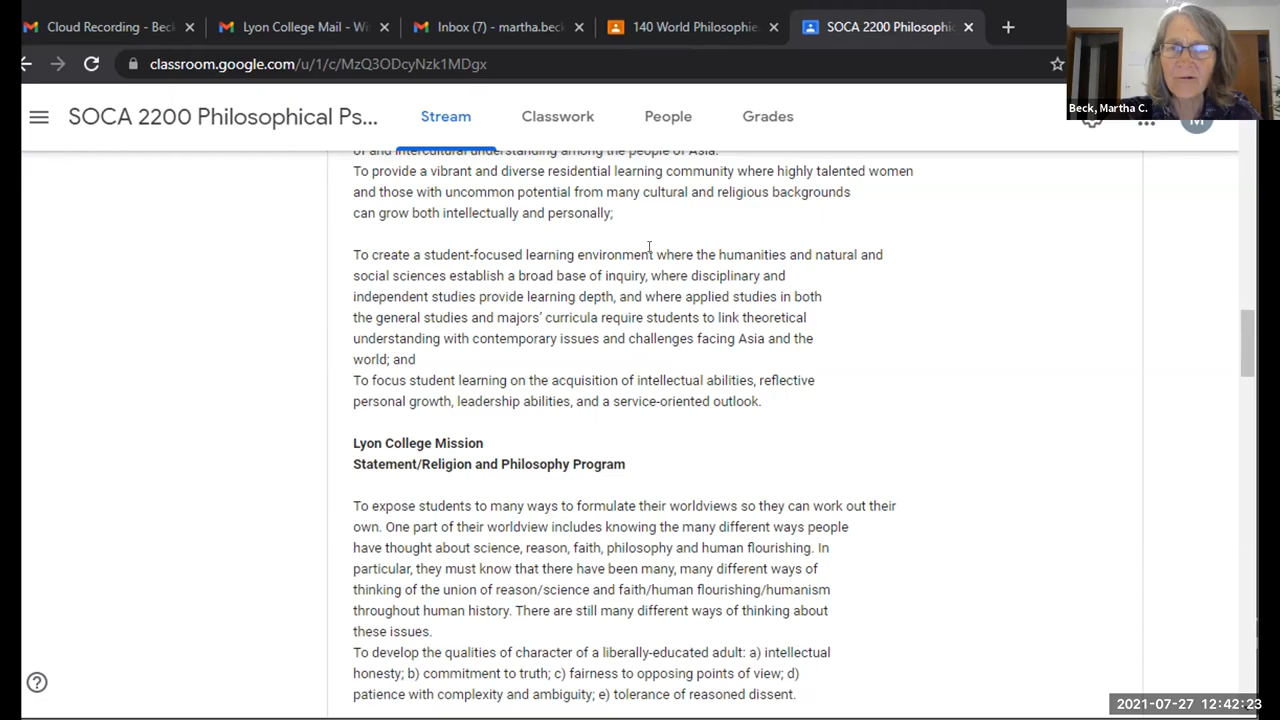 Cloud Recording - Beck
Lyon College Mail - Wi
Inbox (7) - martha.beck
140 World Philosophie
SOCA 2200 Philosophic
classroom.google.com/u/1/c/MzQ3ODcyNzk1MDgx
Beck, Martha C.
SOCA 2200 Philosophical Ps...
Stream
Classwork
People
Grades
M
of and intercultural understanding among the people of Asia.
To provide a vibrant and diverse residential learning community where highly talented women
and those with uncommon potential from many cultural and religious backgrounds
can grow both intellectually and personally;
To create a student-focused learning environment where the humanities and natural and
social sciences establish a broad base of inquiry, where disciplinary and
independent studies provide learning depth, and where applied studies in both
the general studies and majors’ curricula require students to link theoretical
understanding with contemporary issues and challenges facing Asia and the
world; and
To focus student learning on the acquisition of intellectual abilities, reflective
personal growth, leadership abilities, and a service-oriented outlook.
Lyon College Mission
Statement/Religion and Philosophy Program
To expose students to many ways to formulate their worldviews so they can work out their
own. One part of their worldview includes knowing the many different ways people
have thought about science, reason, faith, philosophy and human flourishing. In
particular, they must know that there have been many, many different ways of
thinking of the union of reason/science and faith/human flourishing/humanism
throughout human history. There are still many different ways of thinking about
these issues.
To develop the qualities of character of a liberally-educated adult: a) intellectual
honesty; b) commitment to truth; c) fairness to opposing points of view; d)
patience with complexity and ambiguity; e) tolerance of reasoned dissent.
2021-07-27 12:42:23